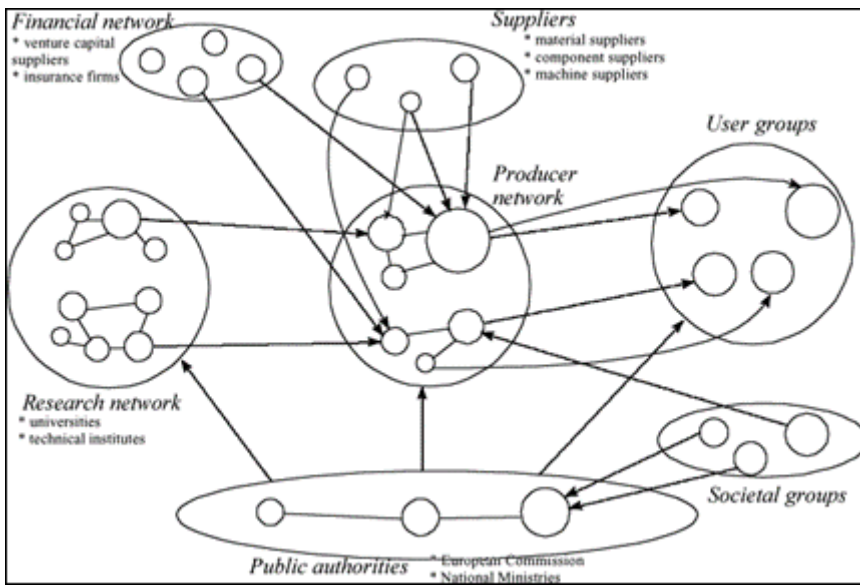 Financial network
* venture capital
suppliers
* insurance firms
Suppliers
* material suppliers
* component suppliers
* machine suppliers
User groups
Producer
network
Research network
* universities
* technical institutes
Societal groups
Public authorities
* European Commission
* National Ministries